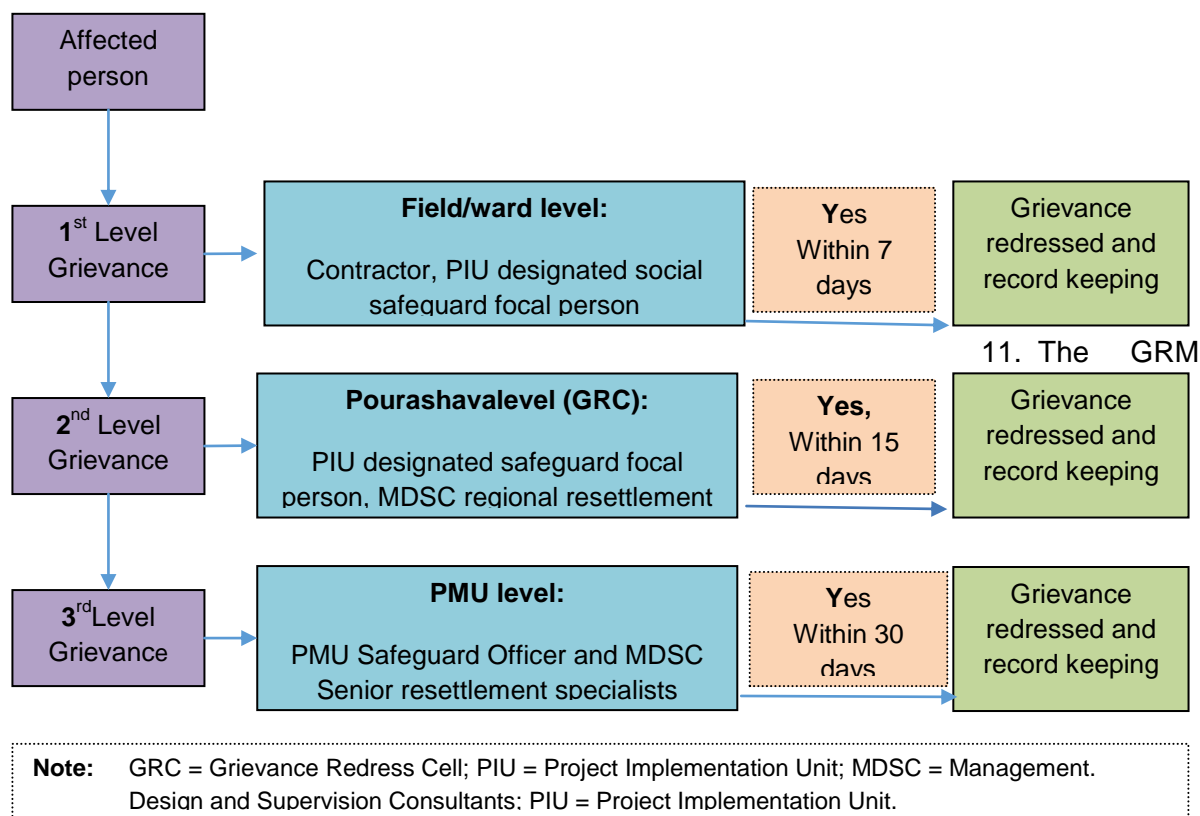 Affected
person
1st Level
Grievance
Field/ward level:
Contractor, PIU designated social
safeguard focal person
Yes
Within 7
days
Grievance
redressed and
record keeping
11. The GRM
2nd Level
Grievance
Pourashavalevel (GRC):
PIU designated safeguard focal
person, MDSC regional resettlement
Yes,
Within 15
days
Grievance
redressed and
record keeping
3rdLevel
Grievance
PMU level:
PMU Safeguard Officer and MDSC
Senior resettlement specialists
Yes
Within 30
days
Grievance
redressed and
record keeping
Note: GRC = Grievance Redress Cell; PIU = Project Implementation Unit; MDSC = Management.
Design and Supervision Consultants; PIU = Project Implementation Unit.